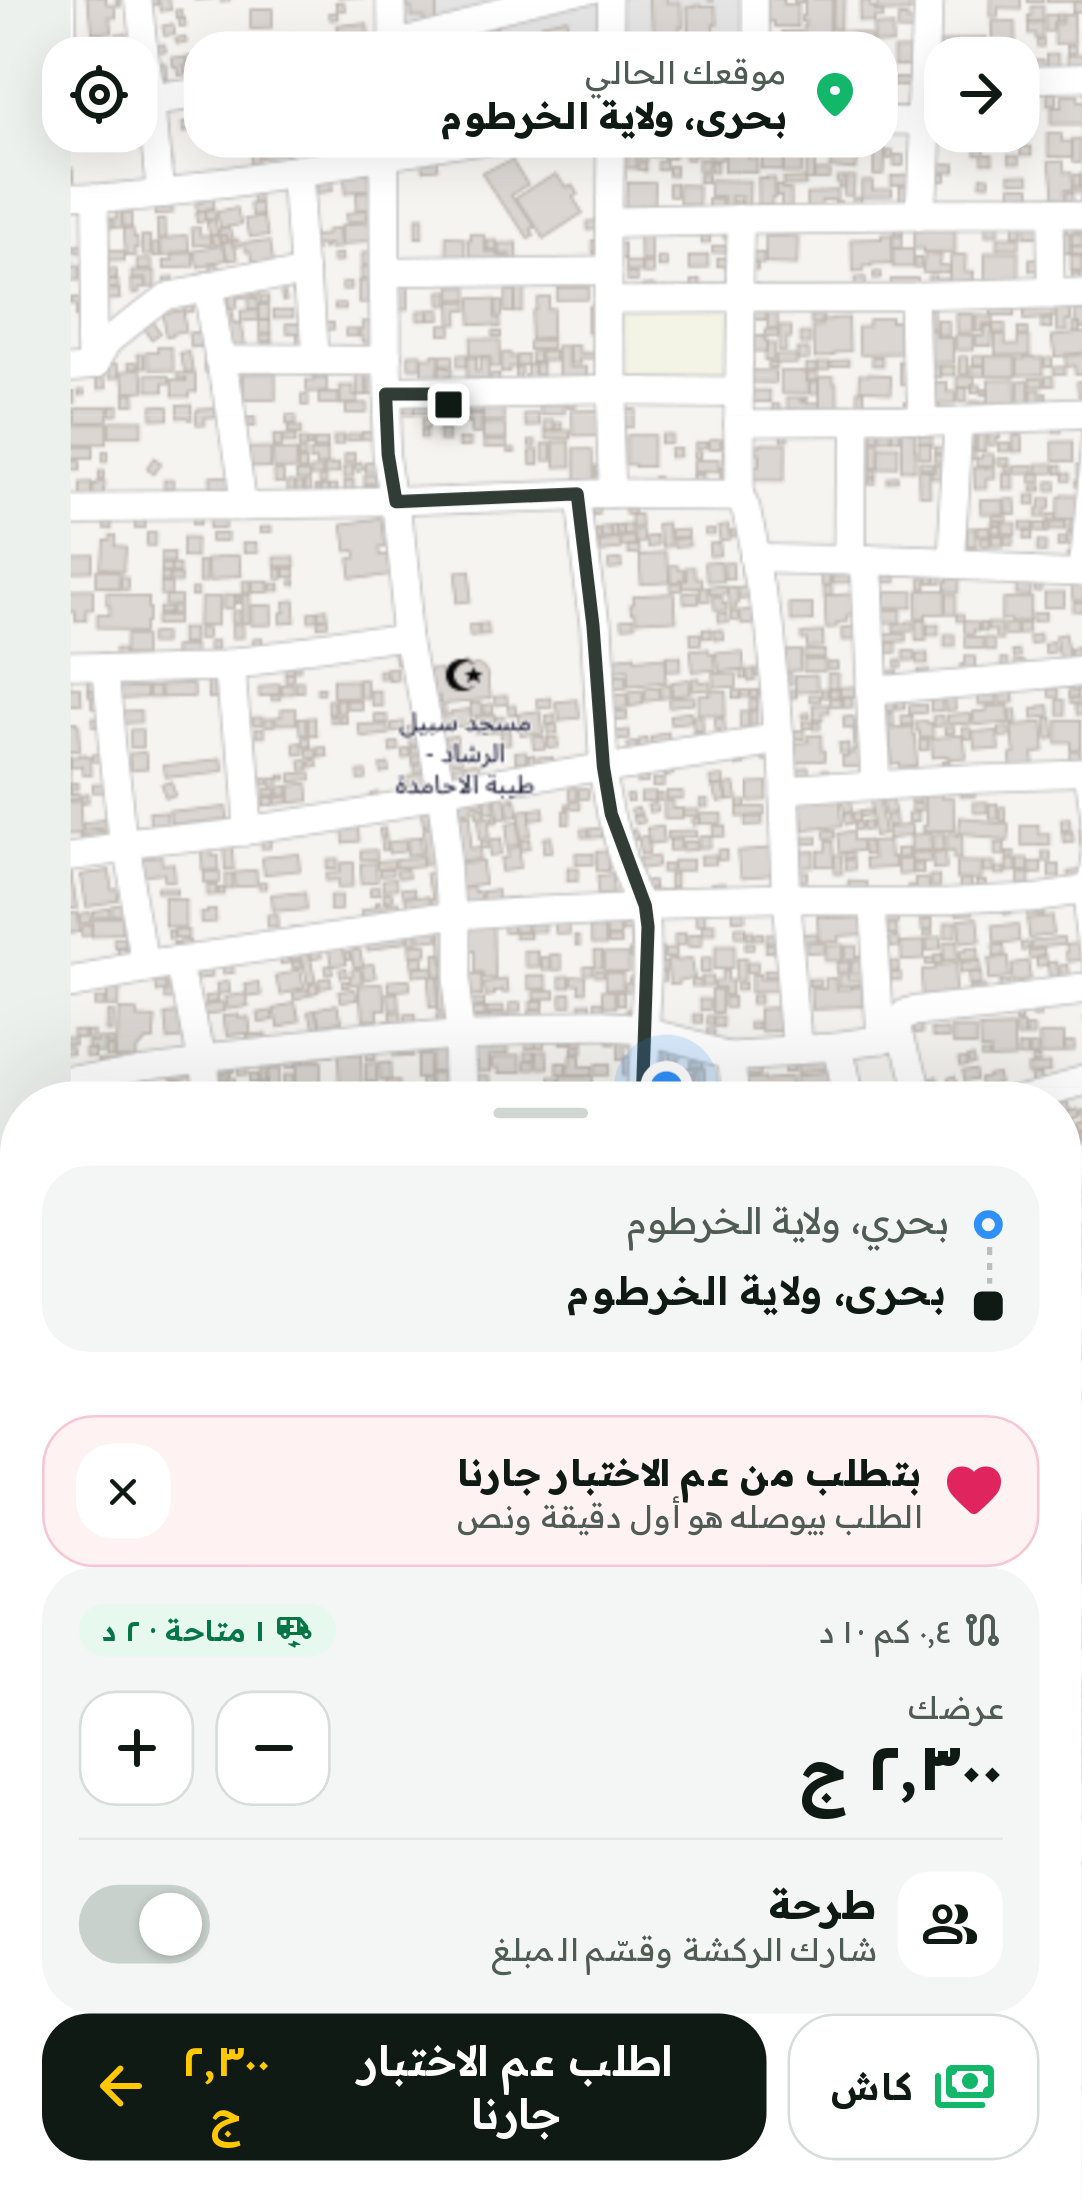 موقعك الحالي
بحرى، ولاية الخرطوم
مسجد سبيل
الرشاد -
طيبة الاحامدة
بحري، ولاية الخرطوم
بحرى، ولاية الخرطوم
بتطلب من عم الاختبار جارنا
الطلب بيوصله هو أول دقيقة ونص
٠,٤ كم · ١٠ د
١ متاحة · ٢٠ د
عرضك
٢,٣٠٠ ج
طرحة
شارك الركشة وقسّم المبلغ
كاش
اطلب عم الاختبار
جارنا
٢,٣٠٠
ج